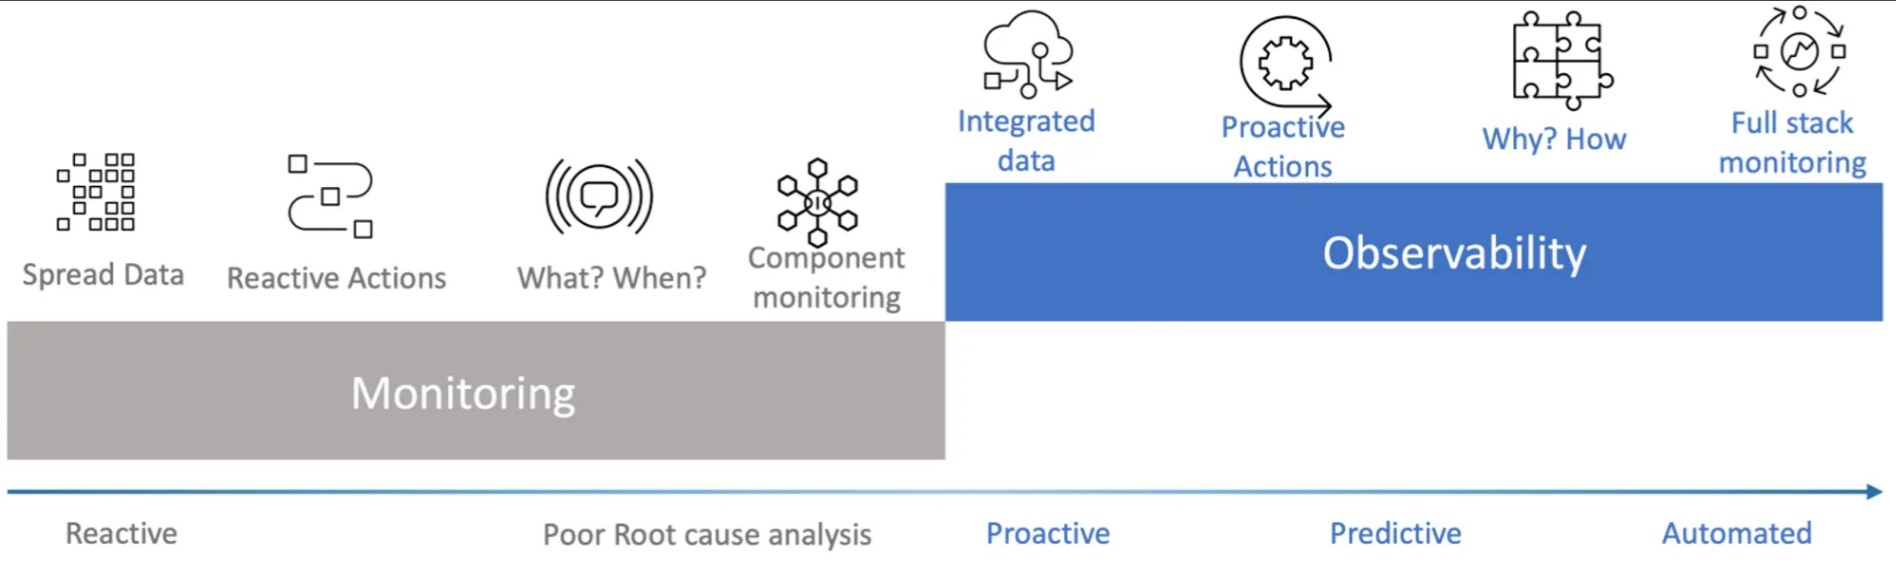 Integrated
data
Proactive
Actions
Why? How
Full stack
monitoring
Spread Data
Reactive Actions
What? When?
Component
monitoring
Observability
Monitoring
Reactive
Poor Root cause analysis
Proactive
Predictive
Automated